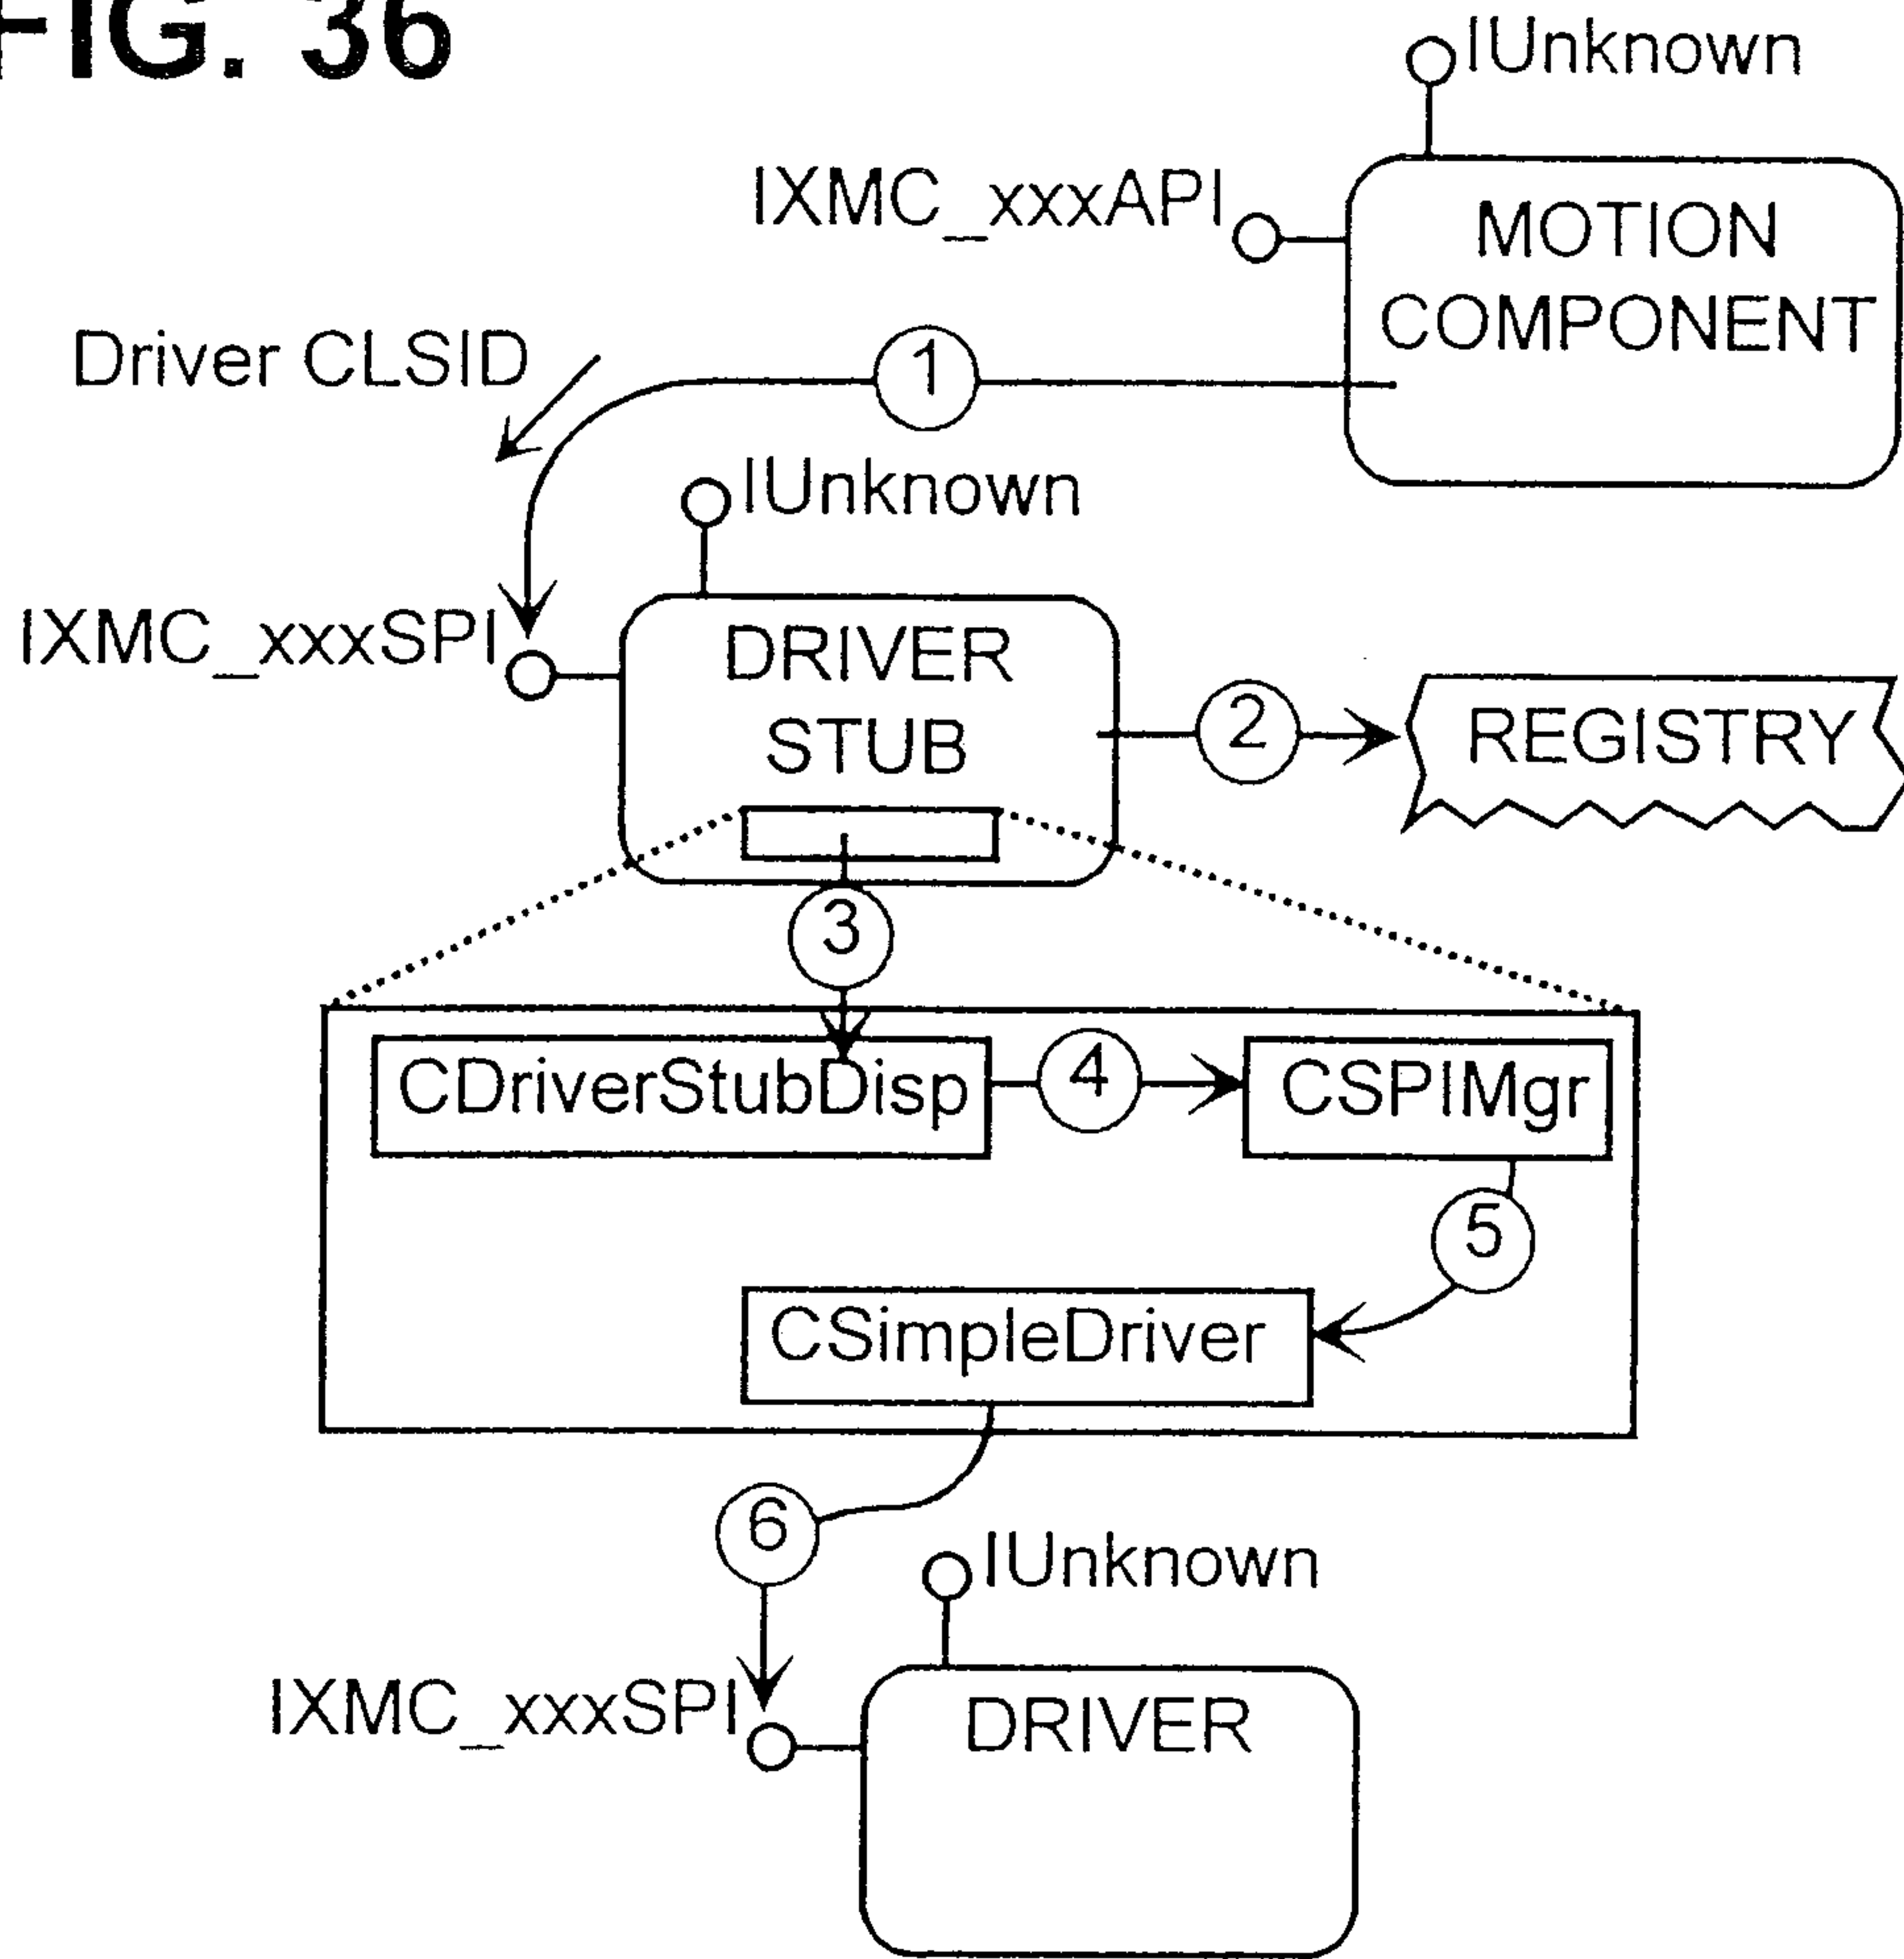 FIG. 36
IUnknown
IXMC_xxxAPI
MOTION
COMPONENT
Driver CLSID
1
IUnknown
IXMC_xxxSPI
DRIVER
STUB
2
REGISTRY
3
CDriverStubDisp
4
CSPIMgr
5
CSimpleDriver
6
IUnknown
IXMC_xxxSPI
DRIVER